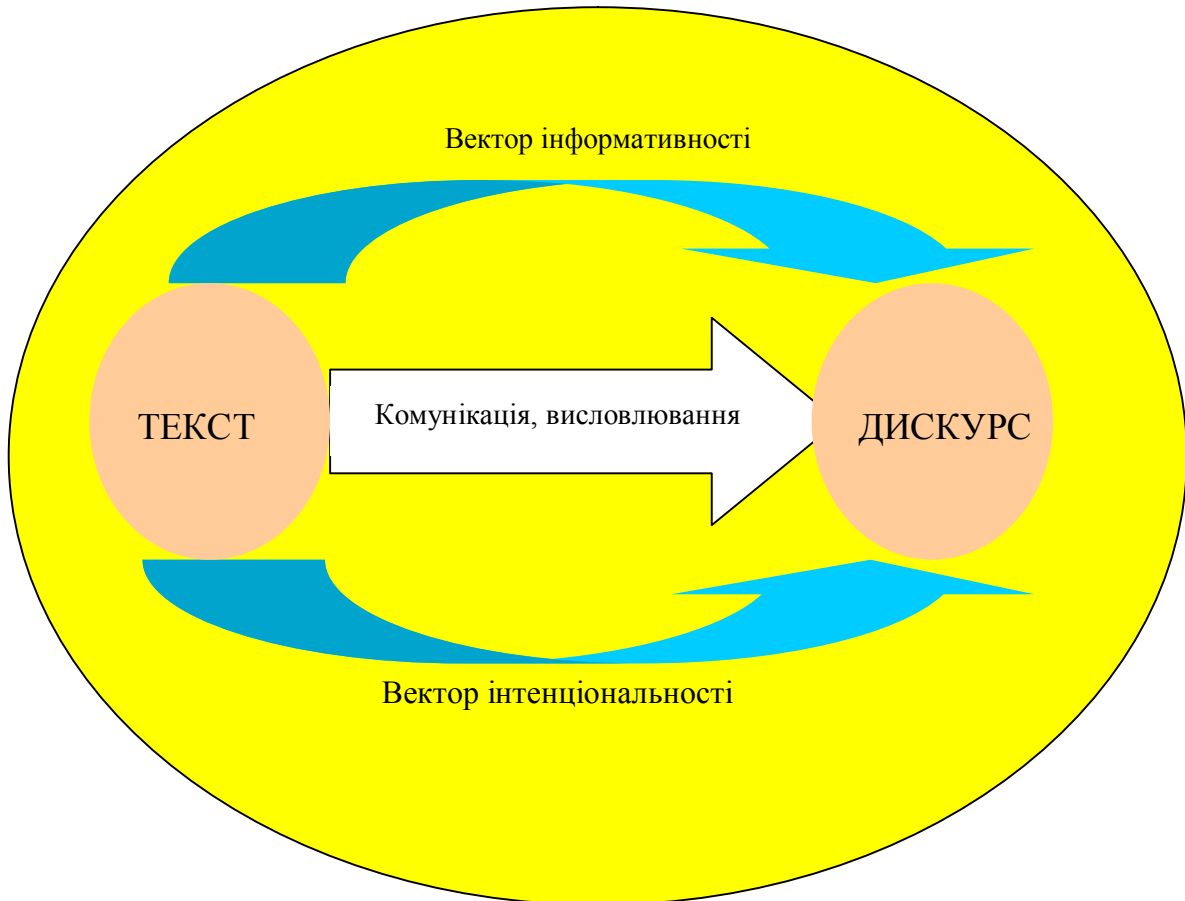 Вектор інформативності
ТЕКСТ
Комунікація, висловлювання
ДИСКУРС
Вектор інтенціональності